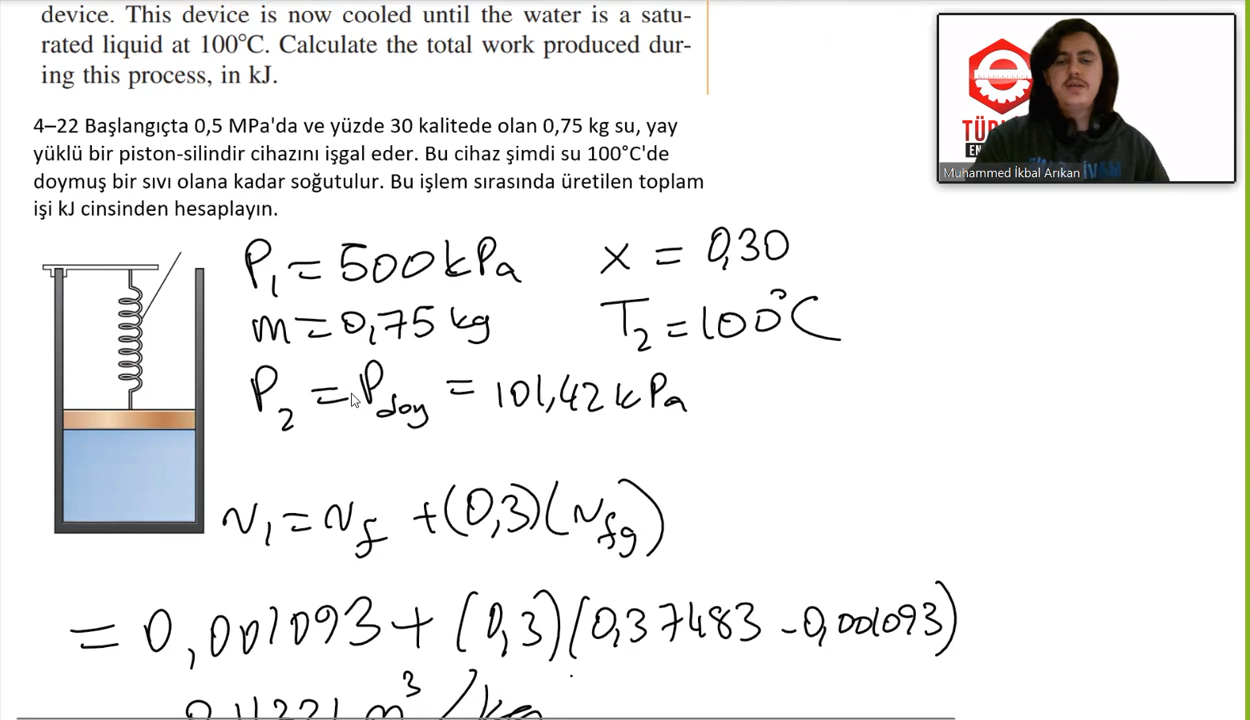 device. This device is now cooled until the water is a satu-
rated liquid at 100°C. Calculate the total work produced dur-
ing this process, in kJ.
4–22 Başlangıçta 0,5 MPa'da ve yüzde 30 kalitede olan 0,75 kg su, yay
yüklü bir piston-silindir cihazını işgal eder. Bu cihaz şimdi su 100°C'de
doymuş bir sıvı olana kadar soğutulur. Bu işlem sırasında üretilen toplam
işi kJ cinsinden hesaplayın.
P₁ = 500 kPa x = 0,30
m = 0,75 kg T₂ = 100°C
P₂ = Pdoy = 101,42 kPa
v₁ = vf + (0,3)(vfg)
= 0,001093 + (0,3)(0,37483 - 0,001093)
m³/kg
TÜR
EN
Muhammed İkbal Arıkan